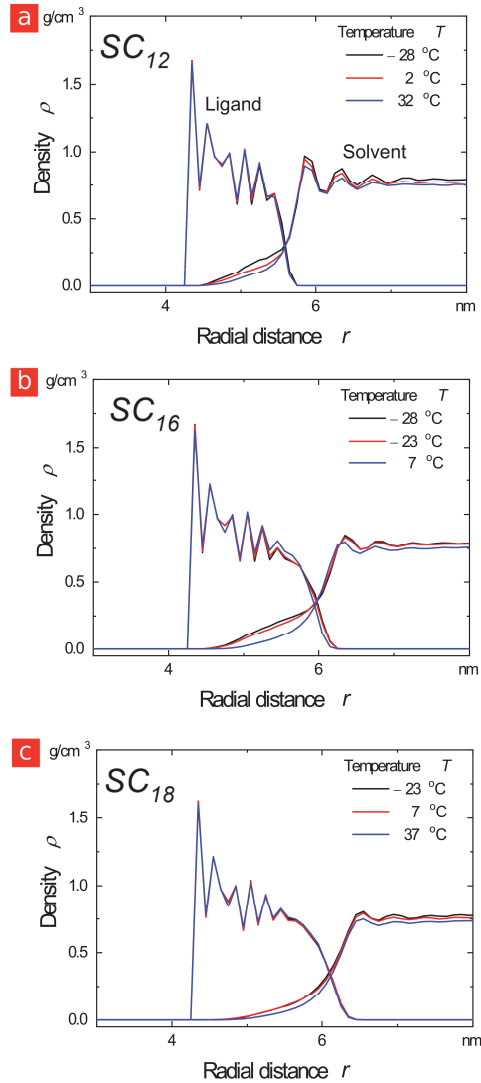 a
g/cm 3
SC12
Temperature T
– 28 °C
2 °C
32 °C
Ligand
Solvent
Density ρ
1.5
1.0
0.5
0.0
4 6 nm
Radial distance r
b
g/cm 3
SC16
Temperature T
– 28 °C
– 23 °C
7 °C
Density ρ
1.5
1.0
0.5
0.0
4 6 nm
Radial distance r
c
g/cm 3
SC18
Temperature T
– 23 °C
7 °C
37 °C
Density ρ
1.5
1.0
0.5
0.0
4 6 nm
Radial distance r